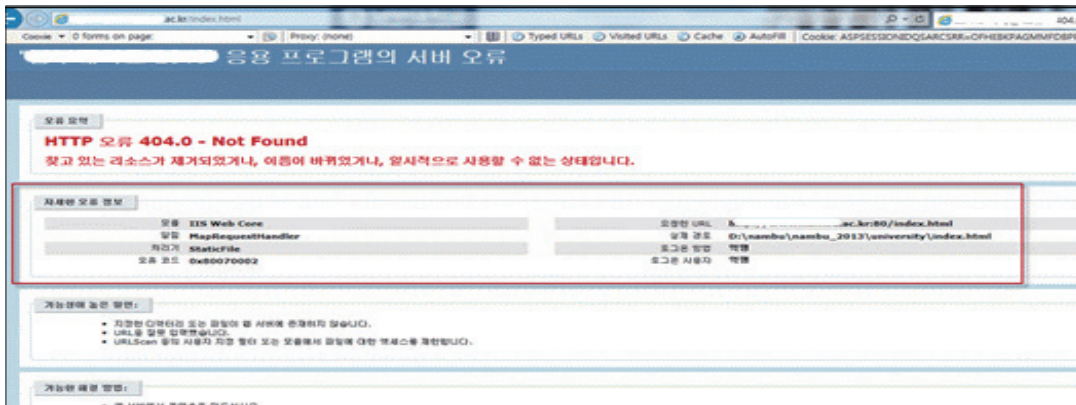 ac.kr/index.html
404.
Cookie 0 forms on page: Proxy: (none) Typed URLs Visited URLs Cache AutoFill Cookie:
응용 프로그램의 서버 오류
오류 요약
HTTP 오류 404.0 - Not Found
찾고 있는 리소스가 제거되었거나, 이름이 바뀌었거나, 일시적으로 사용할 수 없는 상태입니다.
자세한 오류 정보
모듈 IIS Web Core
알림 MapRequestHandler
처리기 StaticFile
오류 코드 0x80070002
요청한 URL ac.kr:80/index.html
실제 경로 D:\nambu\nambu_2013\university\index.html
로그온 방법 익명
로그온 사용자 익명
가능성이 높은 원인:
• 지정한 디렉터리 또는 파일이 웹 서버에 존재하지 않습니다.
• URL을 잘못 입력했습니다.
• URLScan 등의 사용자 지정 필터 또는 모듈에서 파일에 대한 액세스를 제한합니다.
가능한 해결 방법: